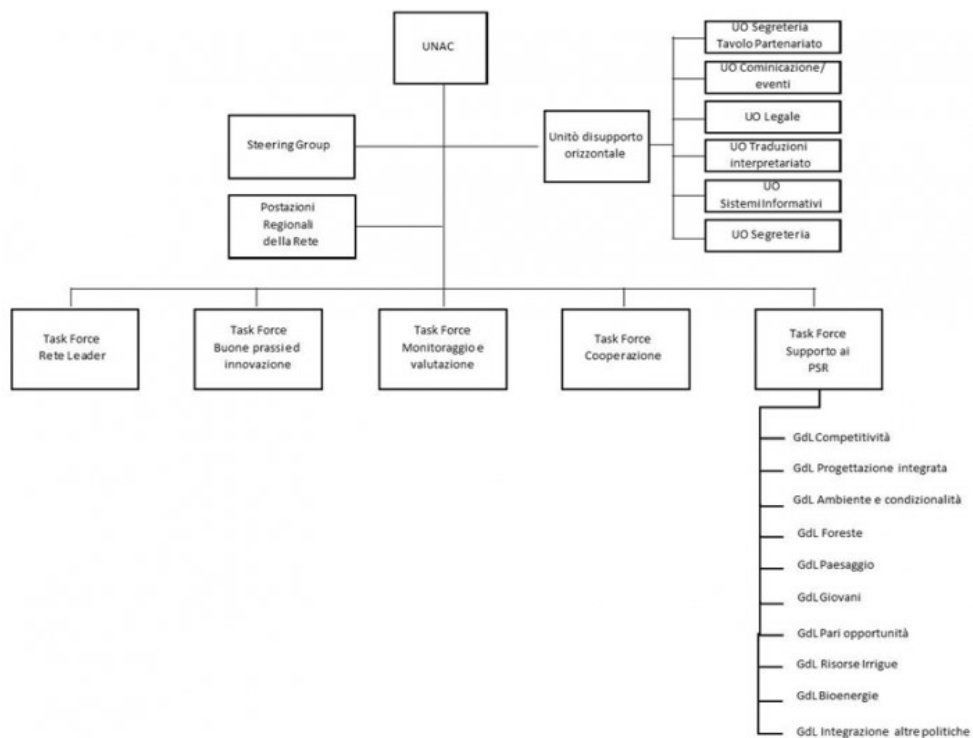 UNAC
UO Segreteria
Tavolo Partenariato
UO Cominicazione/
eventi
UO Legale
UO Traduzioni
interpretariato
UO
Sistemi Informativi
UO Segreteria
Steering Group
Unitò di supporto
orizzontale
Postazioni
Regionali
della Rete
Task Force
Rete Leader
Task Force
Buone prassi ed
innovazione
Task Force
Monitoraggio e
valutazione
Task Force
Cooperazione
Task Force
Supporto ai
PSR
GdL Competitività
GdL Progettazione integrata
GdL Ambiente e condizionalità
GdL Foreste
GdL Paesaggio
GdL Giovani
GdL Pari opportunità
GdL Risorse Irrigue
GdL Bioenergie
GdL Integrazione altre politiche